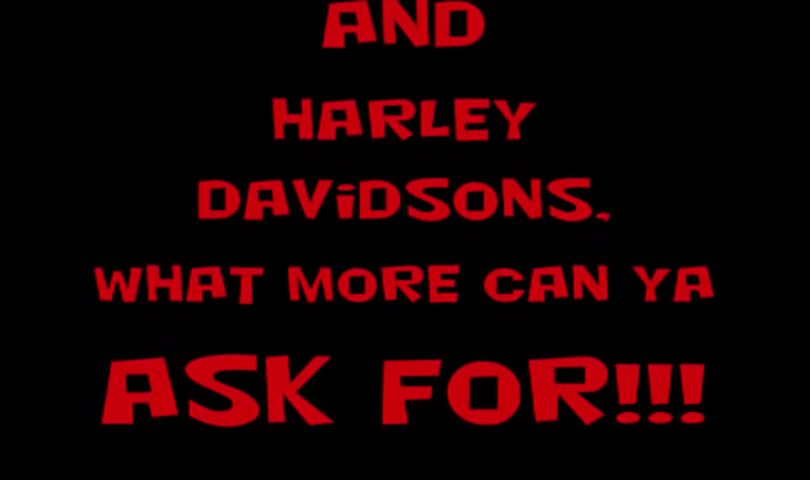 AND
HARLEY
DAViDSONS,
WHAT MORE CAN YA
ASK FOR!!!